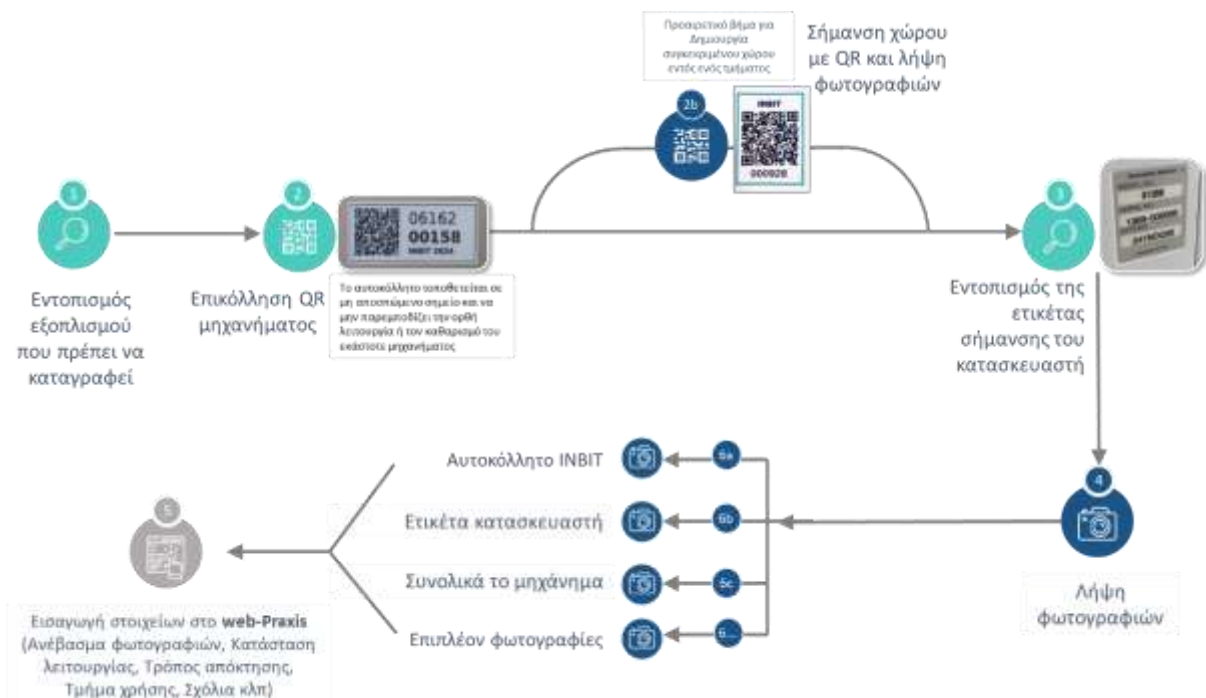 1
Εντοπισμός
εξοπλισμού
που πρέπει να
καταγραφεί
2
Επικόλληση QR
μηχανήματος
06162
00158
INBIT 2024
Το αυτοκόλλητο τοποθετείται σε
μη αποσπώμενο σημείο και να
μην παρεμποδίζει την ορθή
λειτουργία ή τον καθαρισμό του
εκάστοτε μηχανήματος
Προαιρετικό βήμα για
Δημιουργία
συγκεκριμένου χώρου
εντός ενός τμήματος
2b
INBIT
000028
Σήμανση χώρου
με QR και λήψη
φωτογραφιών
3
Εντοπισμός της
ετικέτας
σήμανσης του
κατασκευαστή
4
Λήψη
φωτογραφιών
Αυτοκόλλητο INBIT
6a
Ετικέτα κατασκευαστή
6b
Συνολικά το μηχάνημα
Επιπλέον φωτογραφίες
6...
5
Εισαγωγή στοιχείων στο web-Praxis
(Ανέβασμα φωτογραφιών, Κατάσταση
λειτουργίας, Τρόπος απόκτησης,
Τμήμα χρήσης, Σχόλια κλπ)